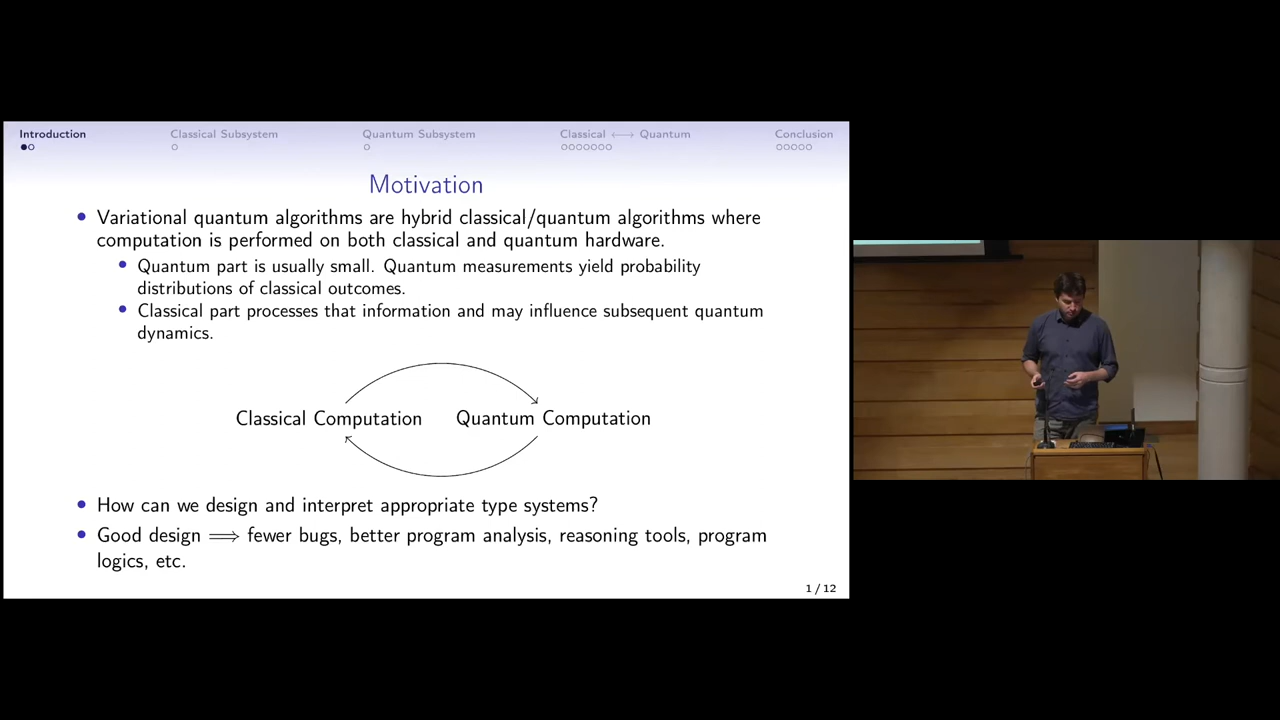 Introduction
Classical Subsystem
Quantum Subsystem
Classical ⟷ Quantum
Conclusion
Motivation
Variational quantum algorithms are hybrid classical/quantum algorithms where
computation is performed on both classical and quantum hardware.
Quantum part is usually small. Quantum measurements yield probability
distributions of classical outcomes.
Classical part processes that information and may influence subsequent quantum
dynamics.
Classical Computation
Quantum Computation
How can we design and interpret appropriate type systems?
Good design ⟹ fewer bugs, better program analysis, reasoning tools, program
logics, etc.
1 / 12